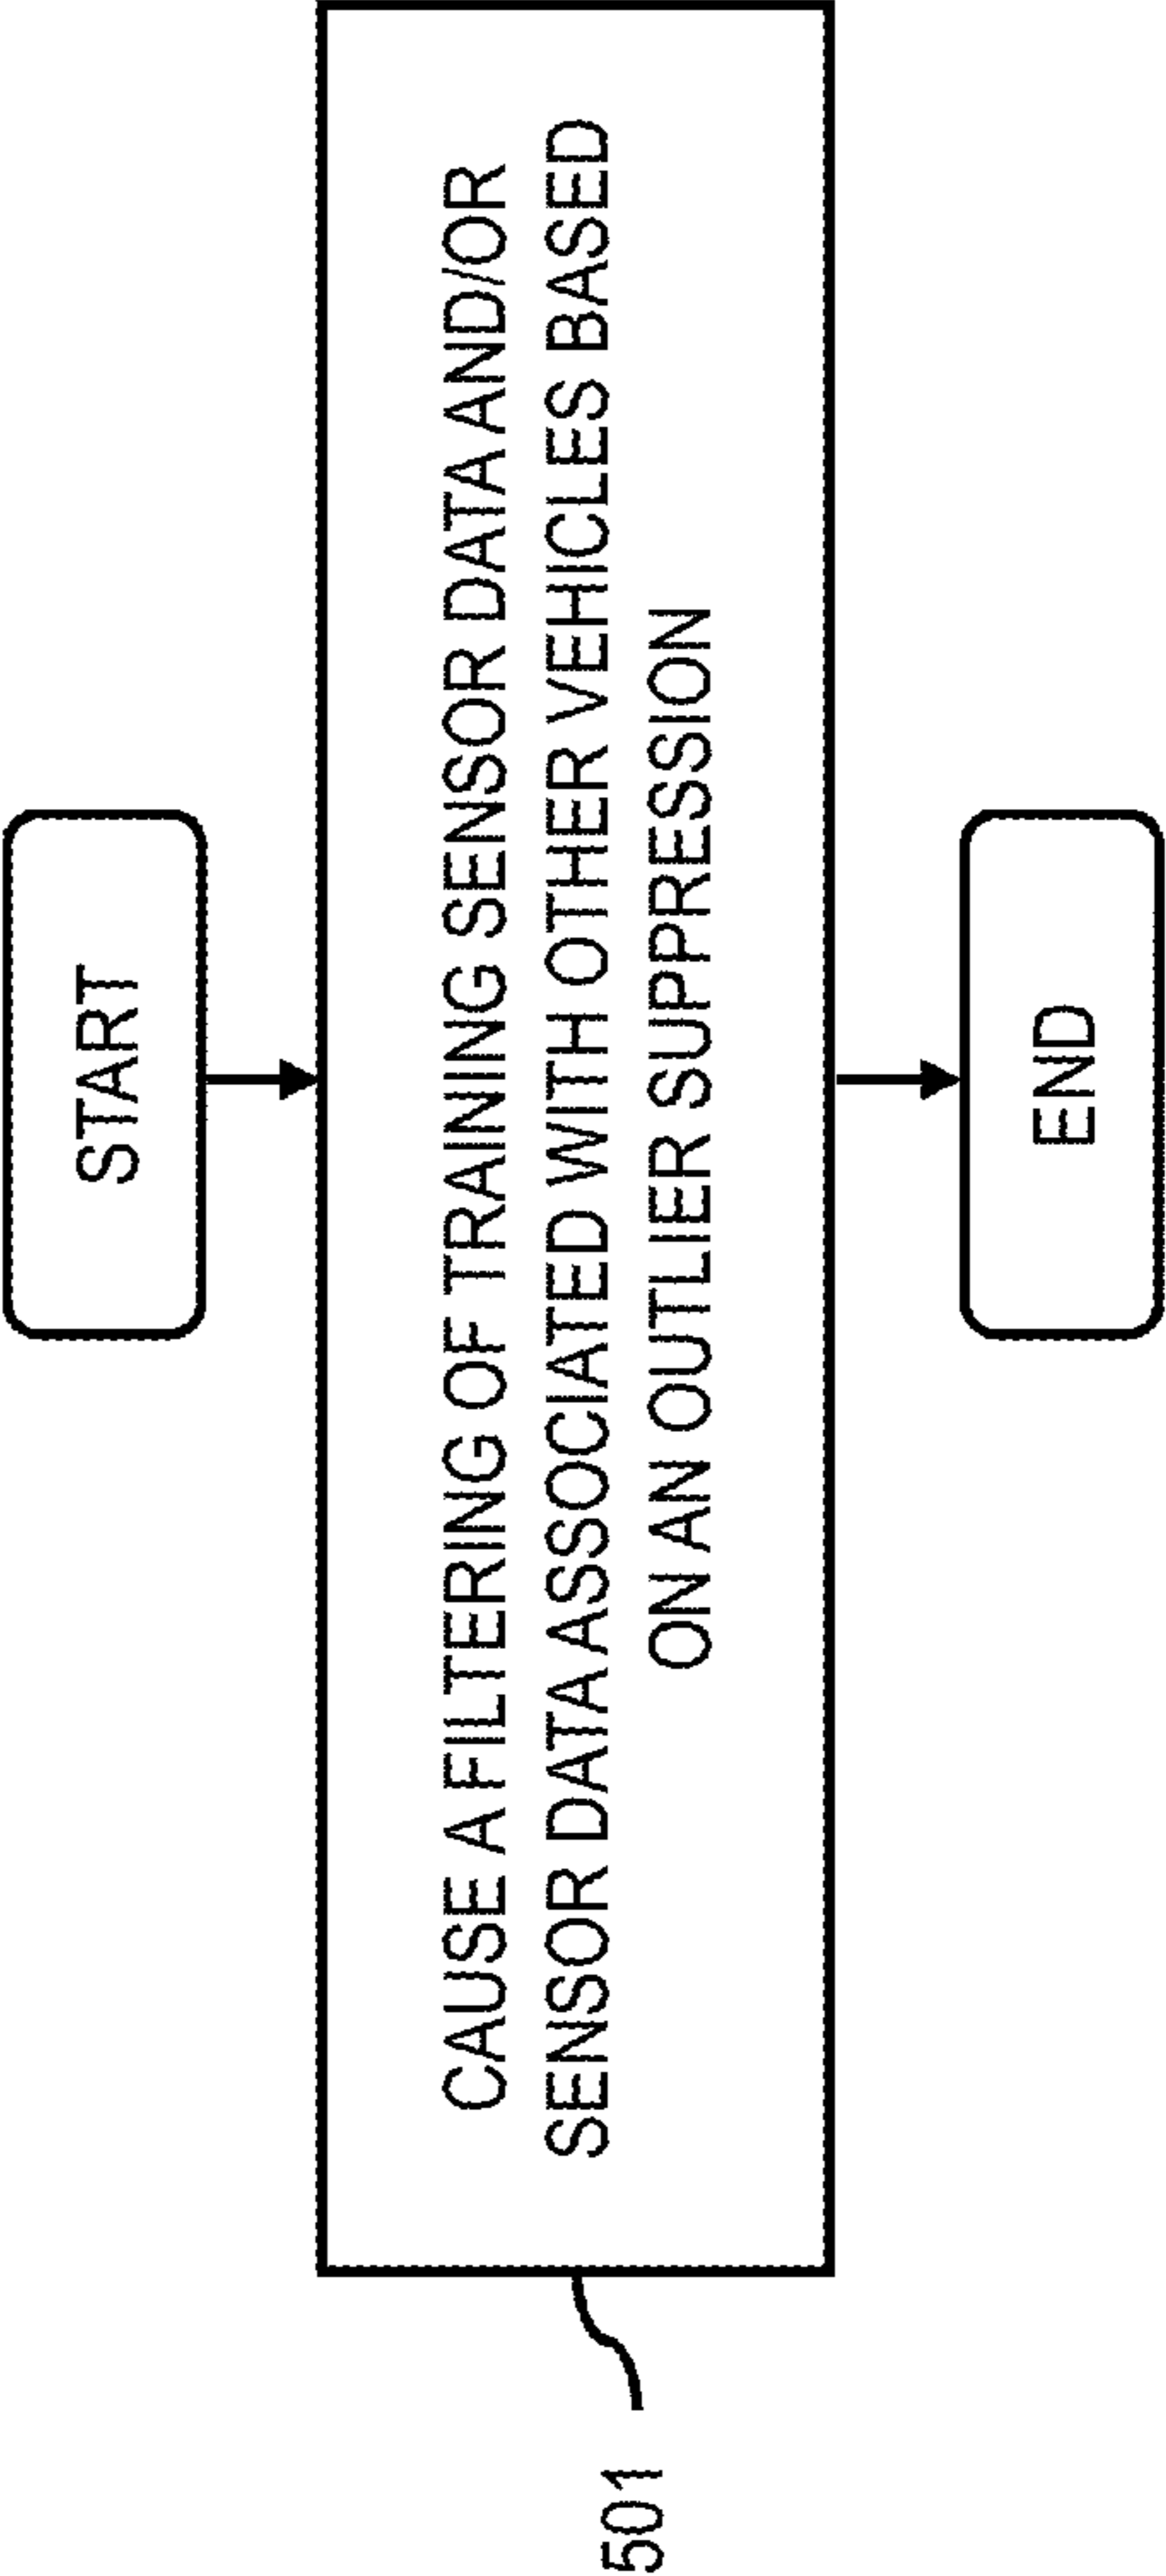 START
CAUSE A FILTERING OF TRAINING SENSOR DATA AND/OR
SENSOR DATA ASSOCIATED WITH OTHER VEHICLES BASED
ON AN OUTLIER SUPPRESSION
501
END